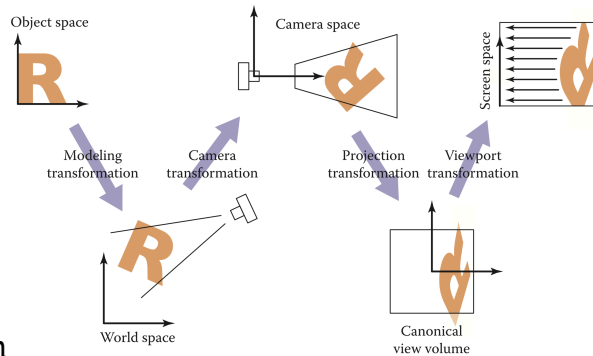 Object space
R
Modeling
transformation
R
World space
Camera
transformation
Camera space
R
Projection
transformation
R
Canonical
view volume
Viewport
transformation
Screen space
R
n